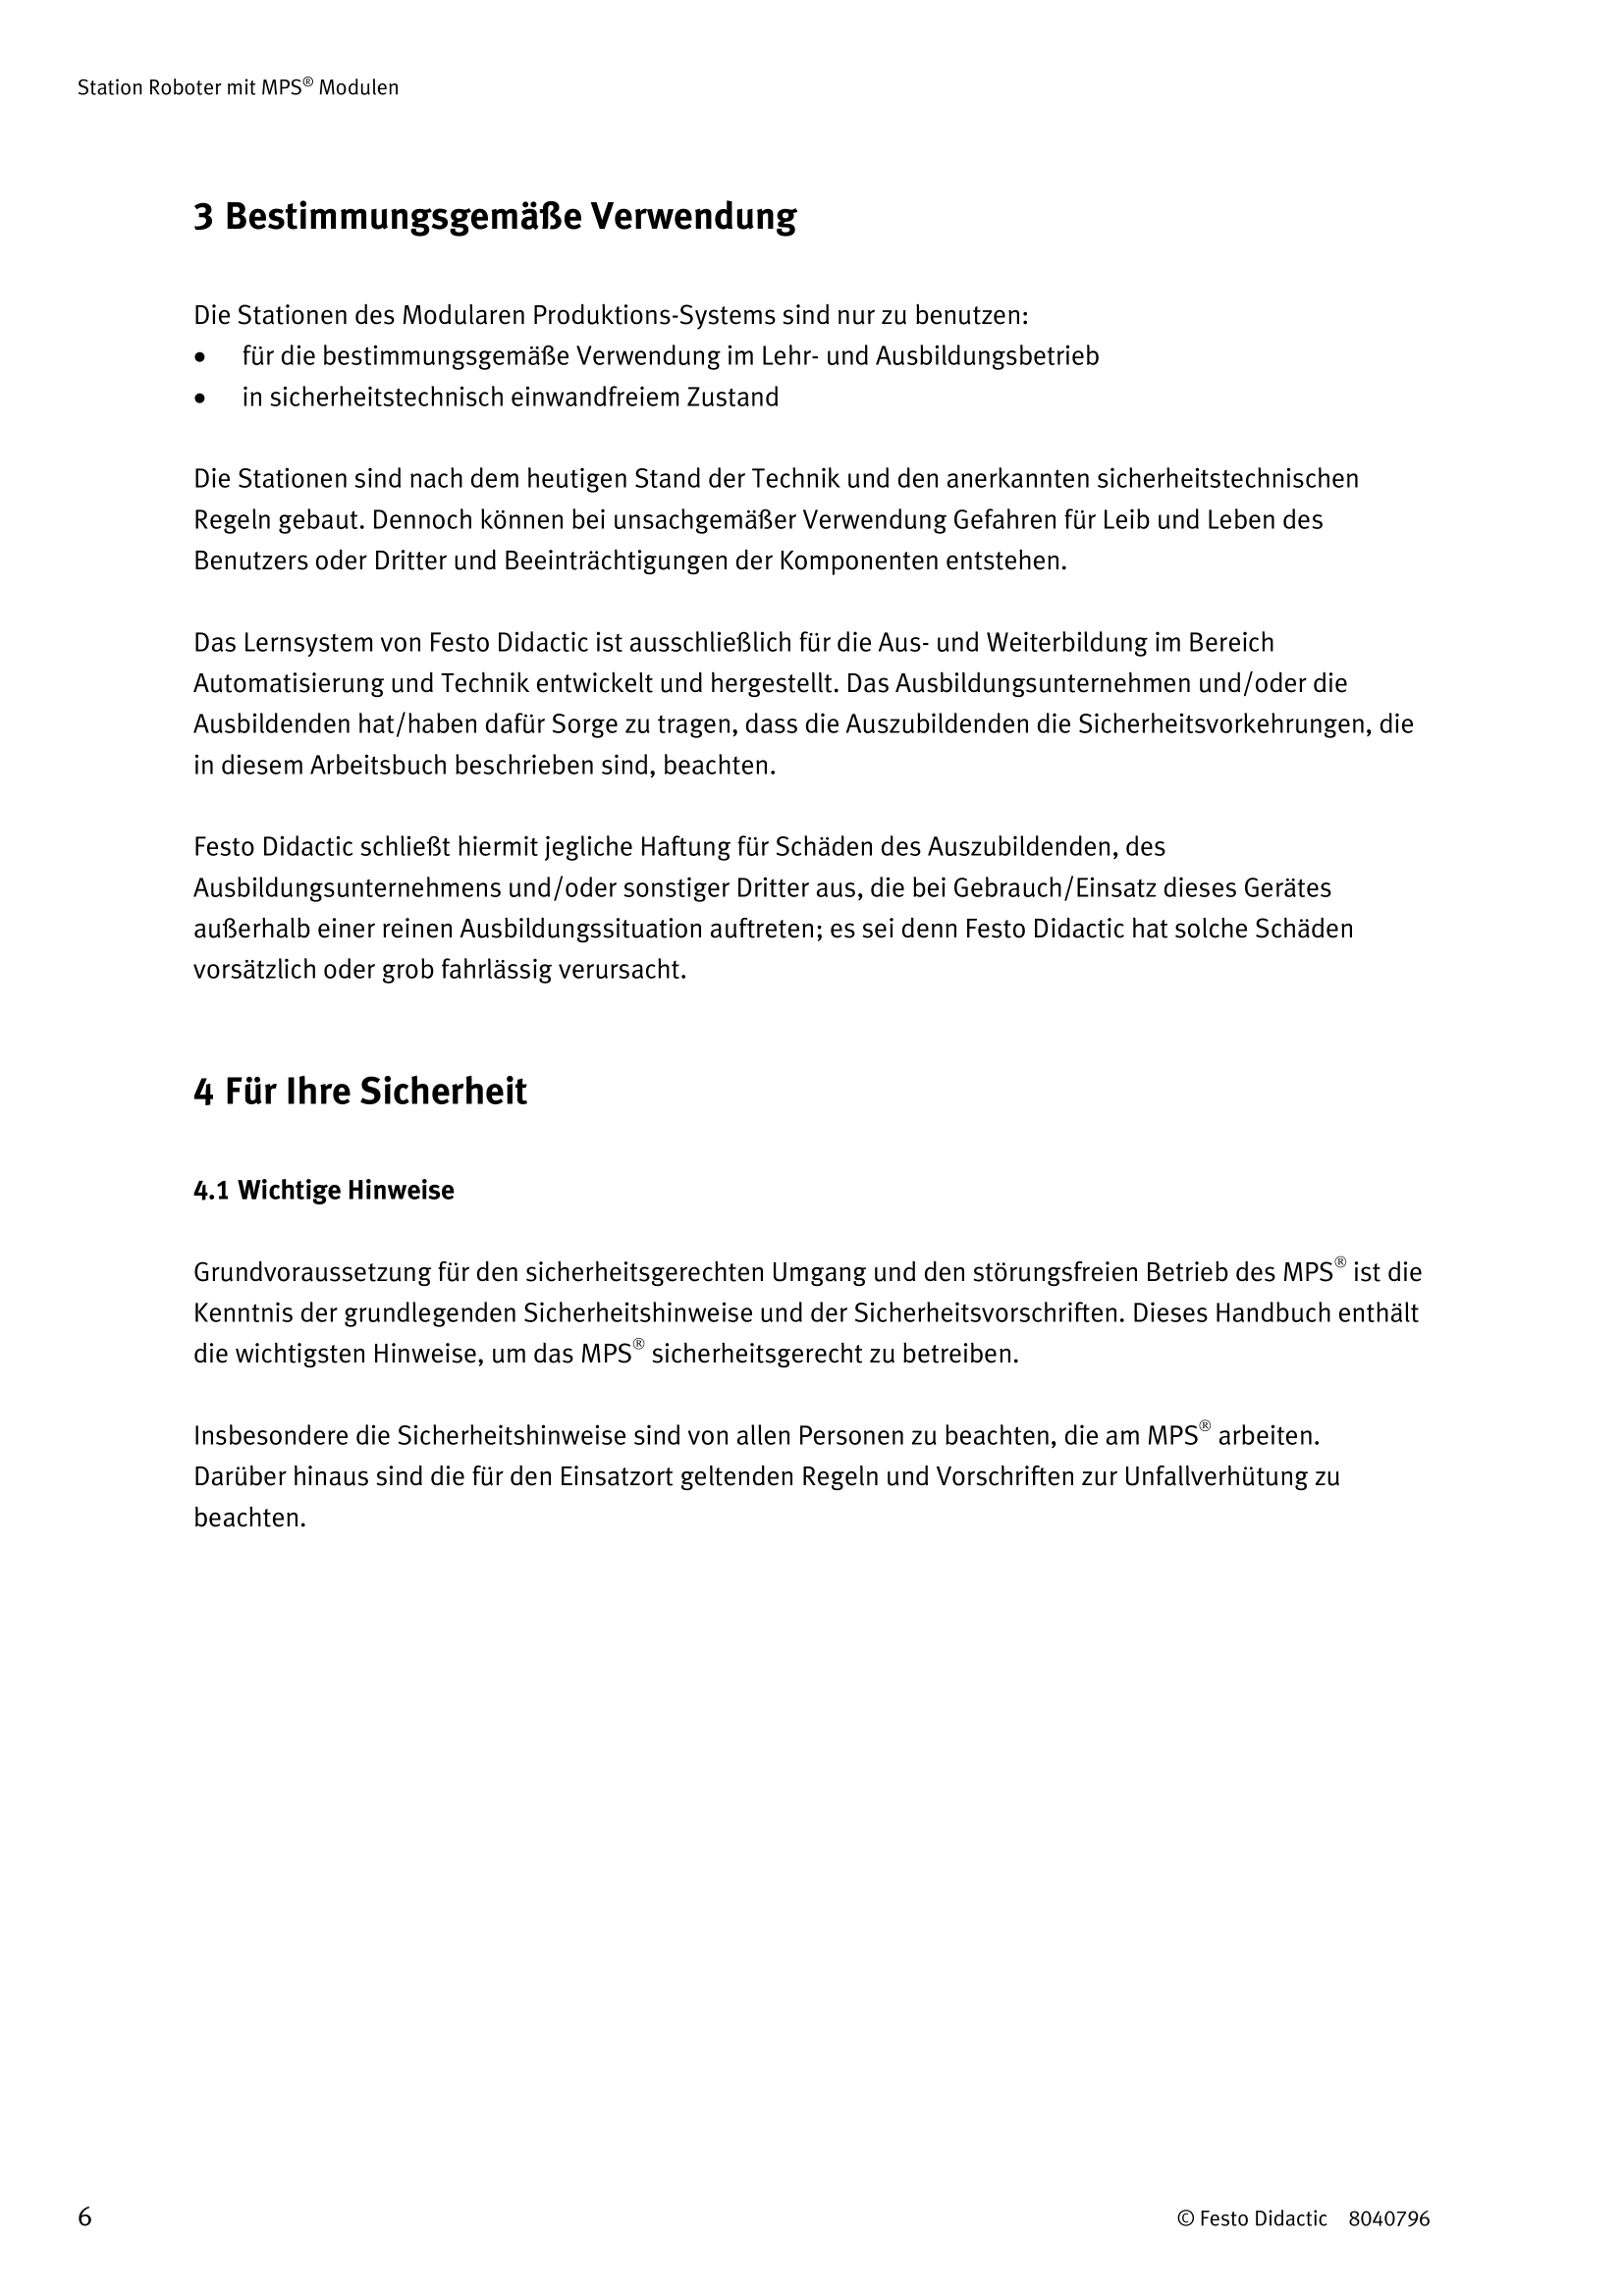 Station Roboter mit MPS® Modulen
3 Bestimmungsgemäße Verwendung
Die Stationen des Modularen Produktions-Systems sind nur zu benutzen:
• für die bestimmungsgemäße Verwendung im Lehr- und Ausbildungsbetrieb
• in sicherheitstechnisch einwandfreiem Zustand
Die Stationen sind nach dem heutigen Stand der Technik und den anerkannten sicherheitstechnischen
Regeln gebaut. Dennoch können bei unsachgemäßer Verwendung Gefahren für Leib und Leben des
Benutzers oder Dritter und Beeinträchtigungen der Komponenten entstehen.
Das Lernsystem von Festo Didactic ist ausschließlich für die Aus- und Weiterbildung im Bereich
Automatisierung und Technik entwickelt und hergestellt. Das Ausbildungsunternehmen und/oder die
Ausbildenden hat/haben dafür Sorge zu tragen, dass die Auszubildenden die Sicherheitsvorkehrungen, die
in diesem Arbeitsbuch beschrieben sind, beachten.
Festo Didactic schließt hiermit jegliche Haftung für Schäden des Auszubildenden, des
Ausbildungsunternehmens und/oder sonstiger Dritter aus, die bei Gebrauch/Einsatz dieses Gerätes
außerhalb einer reinen Ausbildungssituation auftreten; es sei denn Festo Didactic hat solche Schäden
vorsätzlich oder grob fahrlässig verursacht.
4 Für Ihre Sicherheit
4.1 Wichtige Hinweise
Grundvoraussetzung für den sicherheitsgerechten Umgang und den störungsfreien Betrieb des MPS® ist die
Kenntnis der grundlegenden Sicherheitshinweise und der Sicherheitsvorschriften. Dieses Handbuch enthält
die wichtigsten Hinweise, um das MPS® sicherheitsgerecht zu betreiben.
Insbesondere die Sicherheitshinweise sind von allen Personen zu beachten, die am MPS® arbeiten.
Darüber hinaus sind die für den Einsatzort geltenden Regeln und Vorschriften zur Unfallverhütung zu
beachten.
6 © Festo Didactic 8040796